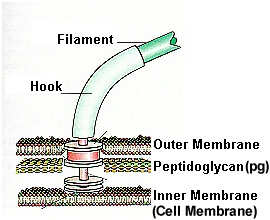 Filament
Hook
Outer Membrane
Peptidoglycan (pg)
Inner Membrane
(Cell Membrane)